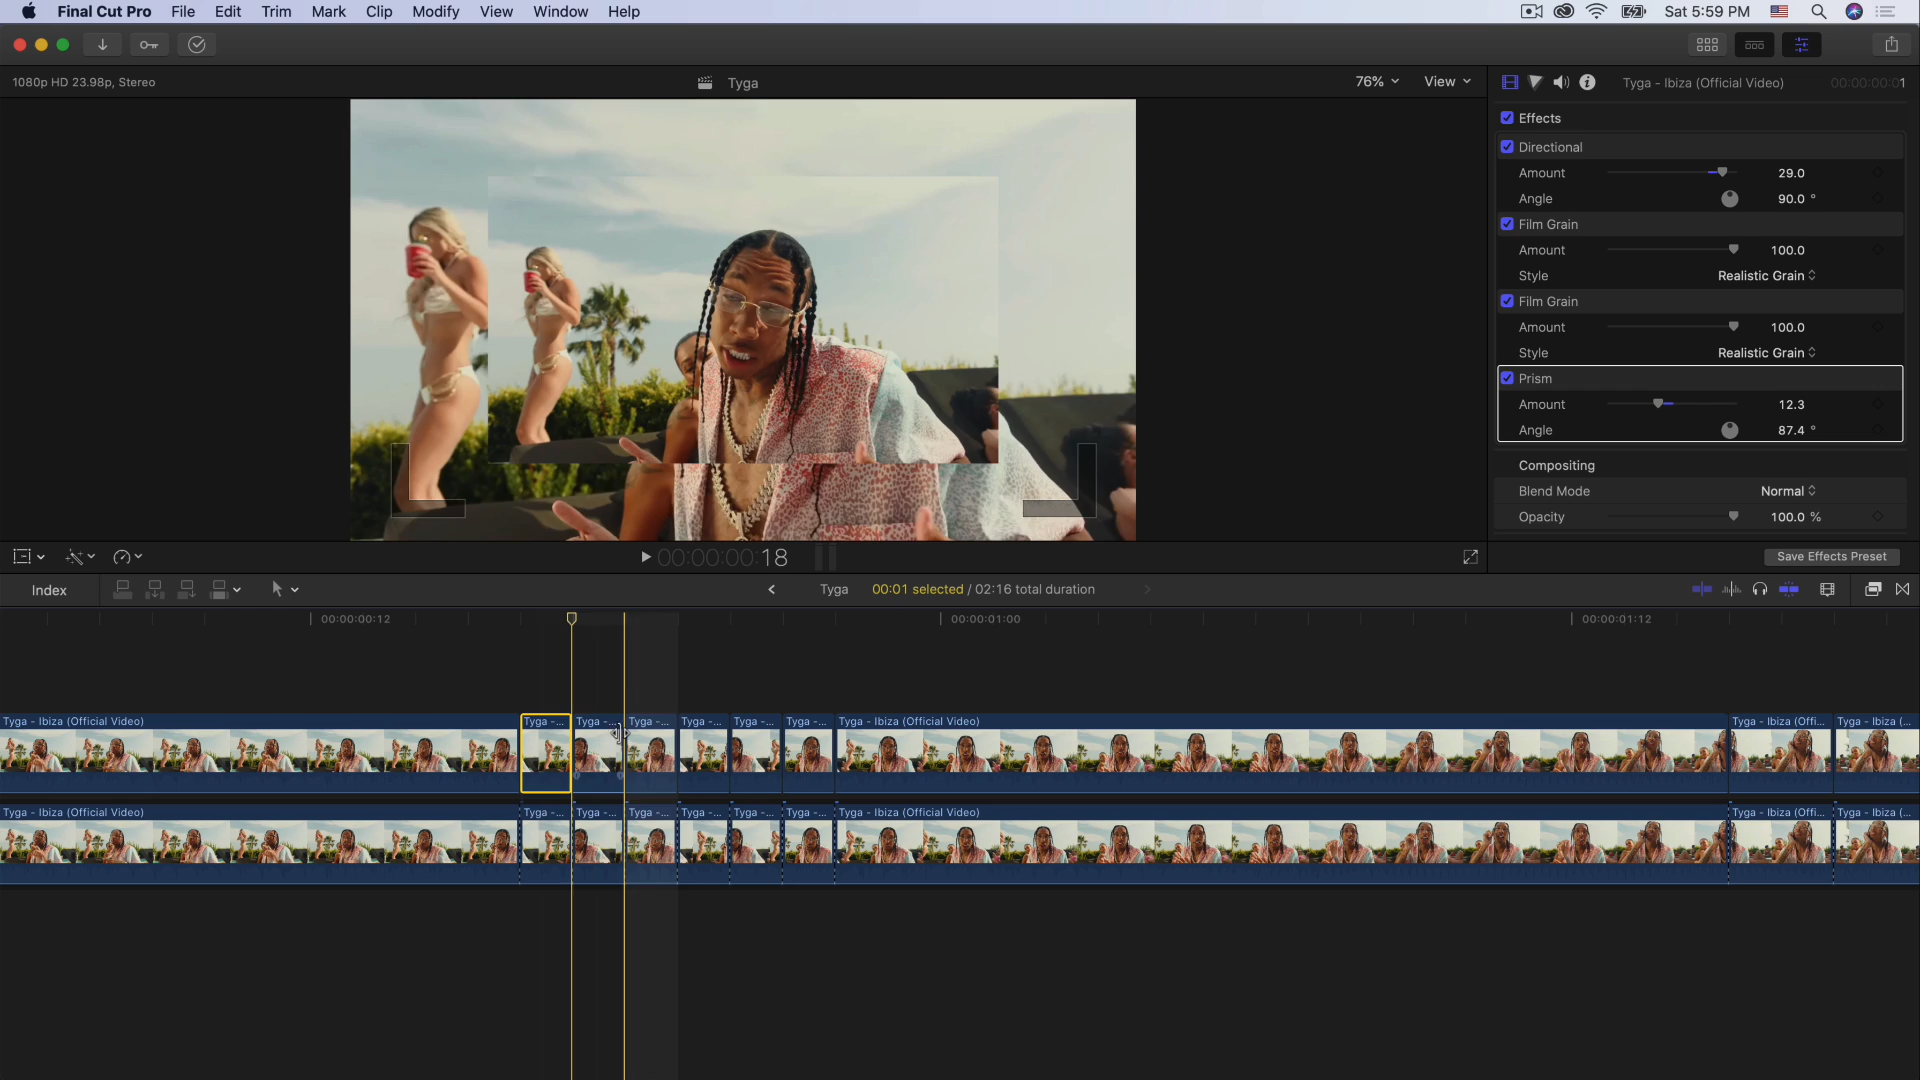 Final Cut Pro File Edit Trim Mark Clip Modify View Window Help Sat 5:59 PM
1080p HD 23.98p, Stereo Tyga 76% View Tyga - Ibiza (Official Video) 00:00:00:01
Effects
Directional
Amount 29.0
Angle 90.0 °
Film Grain
Amount 100.0
Style Realistic Grain
Film Grain
Amount 100.0
Style Realistic Grain
Prism
Amount 12.3
Angle 87.4 °
Compositing
Blend Mode Normal
Opacity 100.0 %
00:00:00:18 Save Effects Preset
Index Tyga 00:01 selected / 02:16 total duration
00:00:00:12 00:00:01:00 00:00:01:12
Tyga - Ibiza (Official Video) Tyga -... Tyga -... Tyga -... Tyga -... Tyga -... Tyga -... Tyga - Ibiza (Official Video) Tyga - Ibiza (Offi... Tyga - Ibiza (...
Tyga - Ibiza (Official Video) Tyga -... Tyga -... Tyga -... Tyga -... Tyga -... Tyga -... Tyga - Ibiza (Official Video) Tyga - Ibiza (Offi... Tyga - Ibiza (...